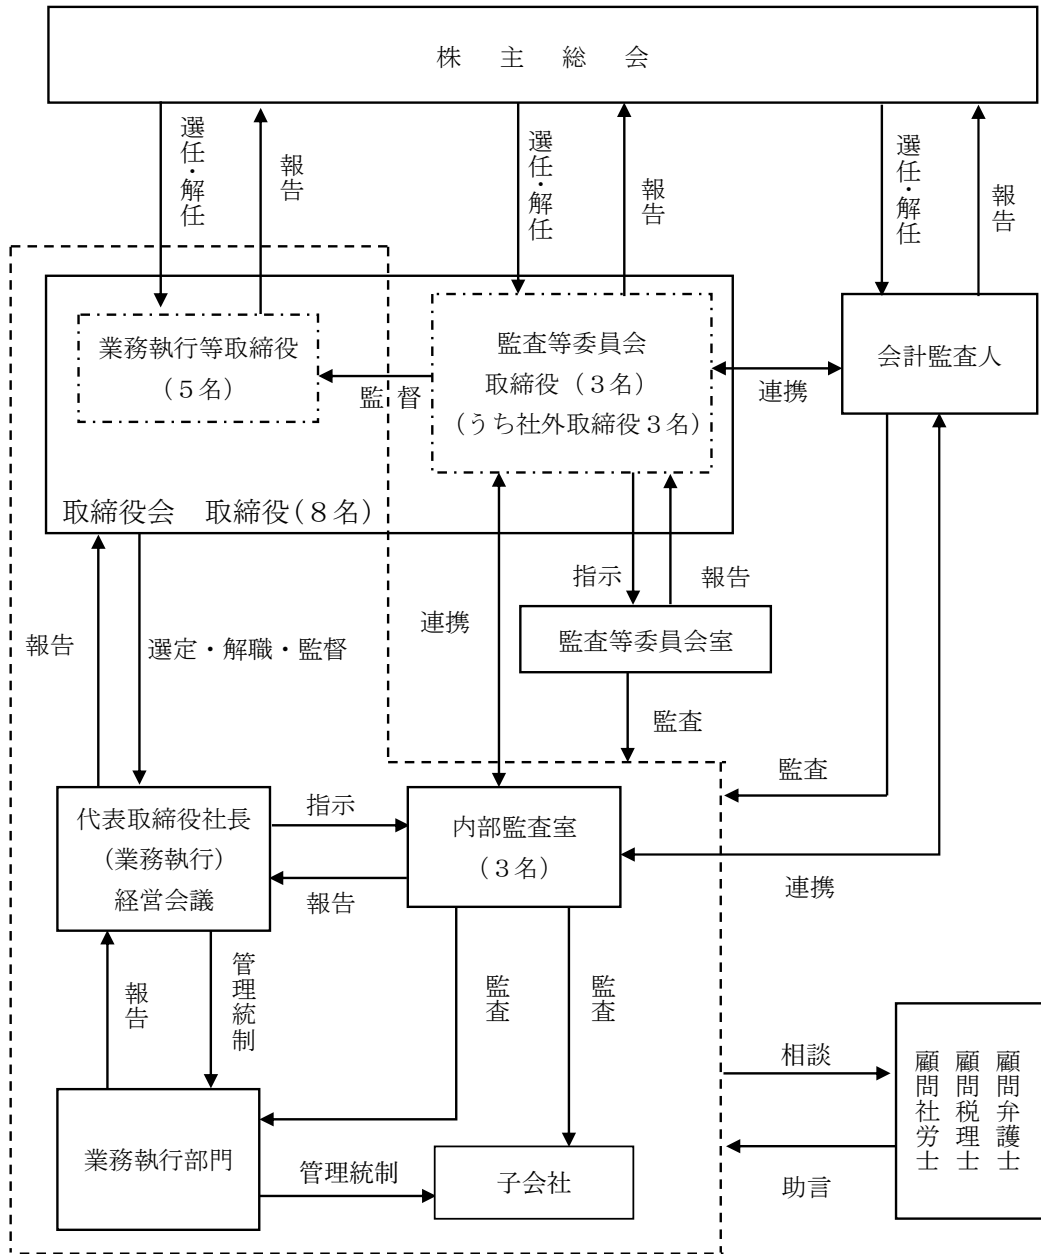 株 主 総 会
選任・解任
報告
選任・解任
報告
選任・解任
報告
業務執行等取締役
(5名)
監 督
監査等委員会
取締役(3名)
(うち社外取締役3名)
連携
会計監査人
取締役会 取締役(8名)
指示
報告
監査等委員会室
報告
選定・解職・監督
連携
監査
監査
代表取締役社長
(業務執行)
経営会議
指示
報告
内部監査室
(3名)
連携
報告
管理統制
監査
監査
相談
助言
顧問弁護士
顧問税理士
顧問社労士
業務執行部門
管理統制
子会社